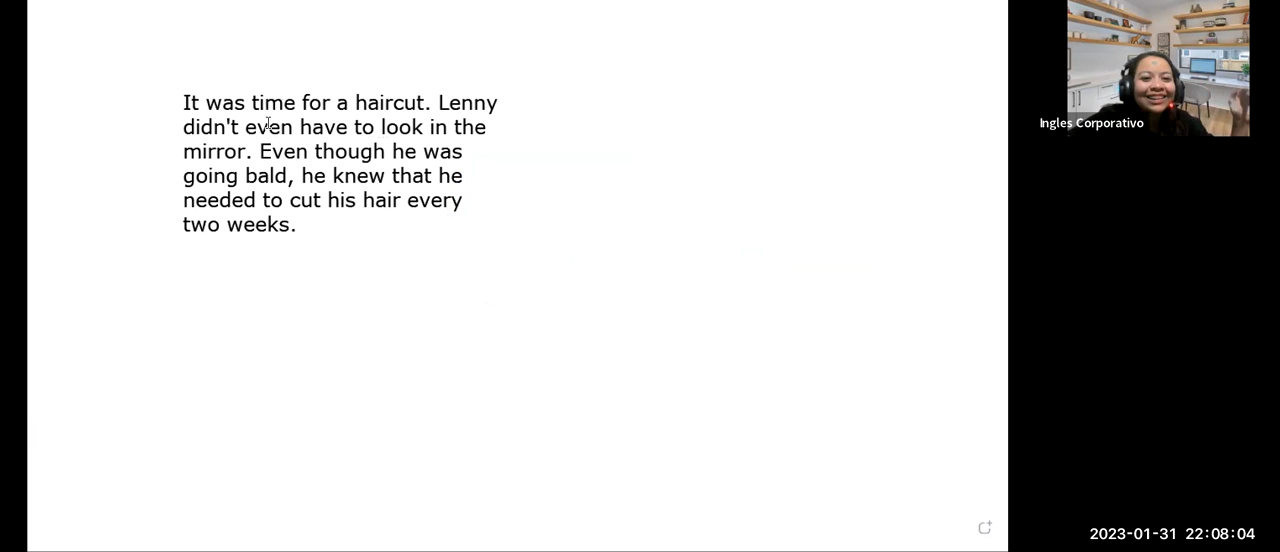 It was time for a haircut. Lenny
didn't even have to look in the
mirror. Even though he was
going bald, he knew that he
needed to cut his hair every
two weeks.
Ingles Corporativo
2023-01-31 22:08:04